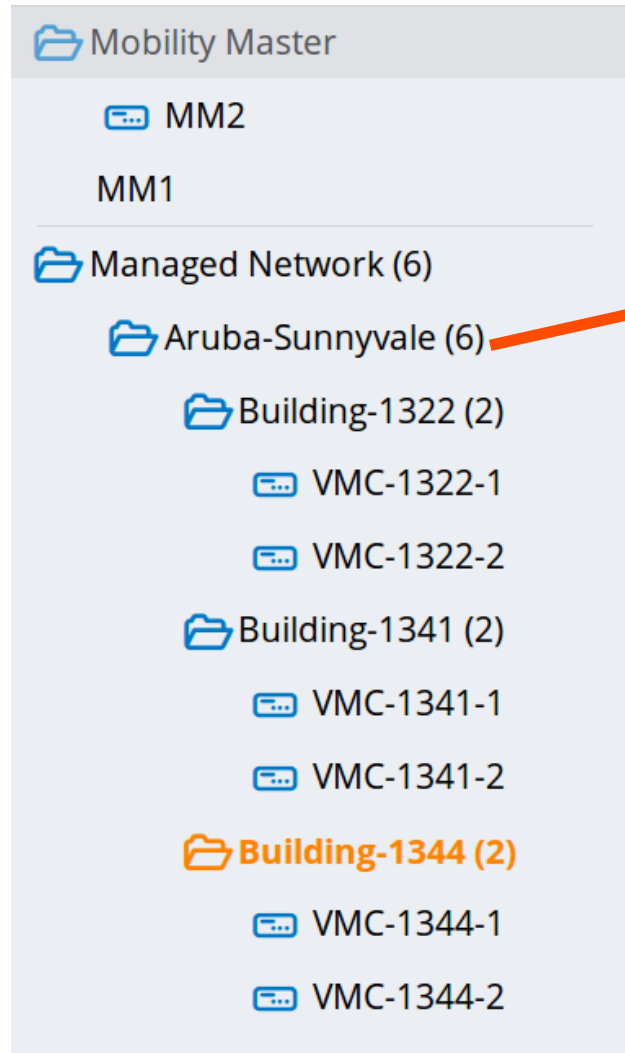 Mobility Master
MM2
MM1
Managed Network (6)
Aruba-Sunnyvale (6)
Building-1322 (2)
VMC-1322-1
VMC-1322-2
Building-1341 (2)
VMC-1341-1
VMC-1341-2
Building-1344 (2)
VMC-1344-1
VMC-1344-2